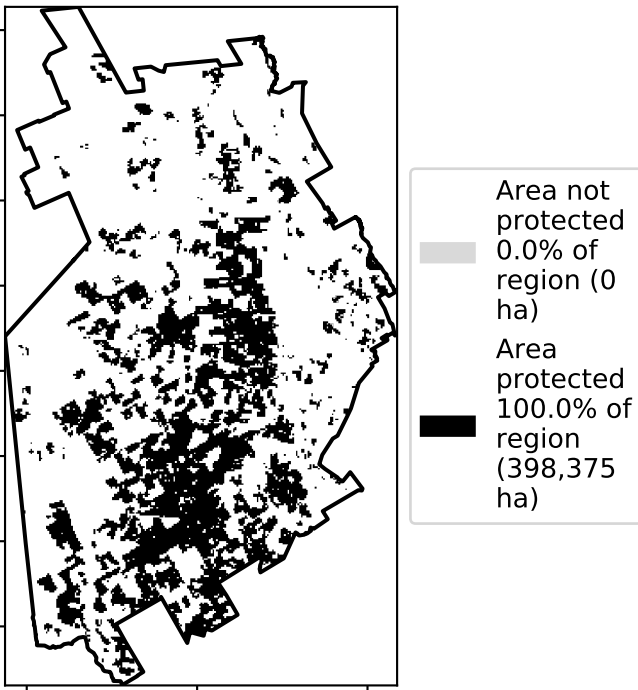 Area not
protected
0.0% of
region (0
ha)
Area
protected
100.0% of
region
(398,375
ha)